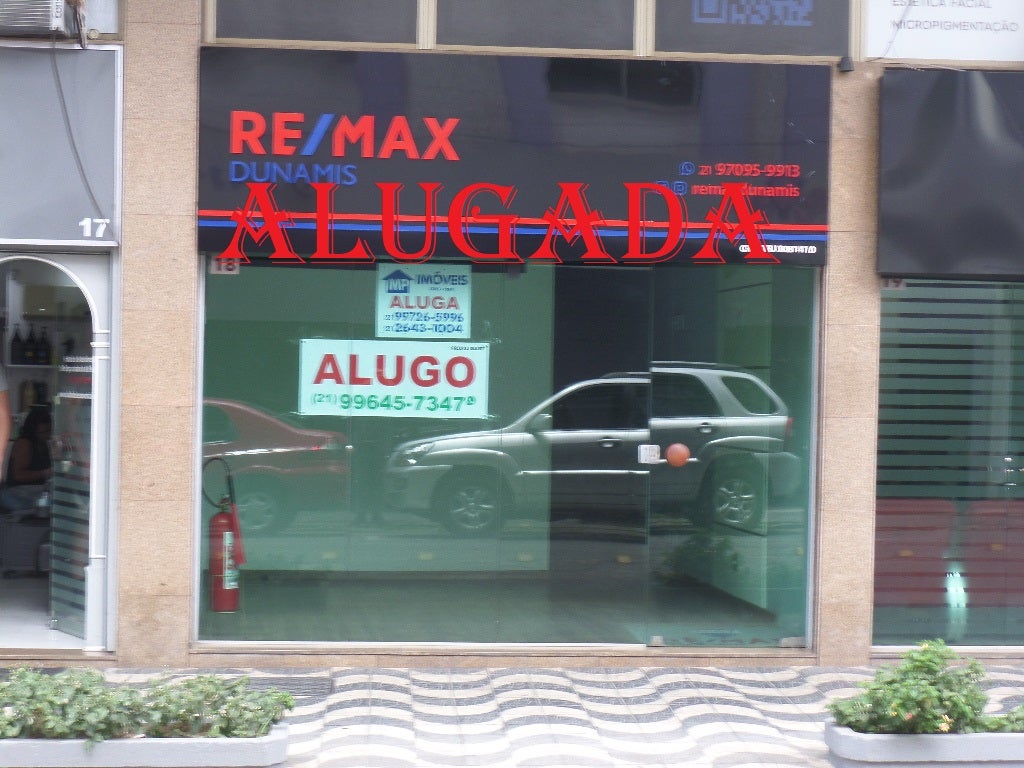 ESTÉTICA FACIAL
MICROPIGMENTAÇÃO
RE/MAX
DUNAMIS
21 97095-9913
remaxdunamis
ALUGADA
17
18
19
IMÓVEIS
ALUGA
(21) 99726-5996
(21) 2643-1004
ALUGO
(21) 99645-7347